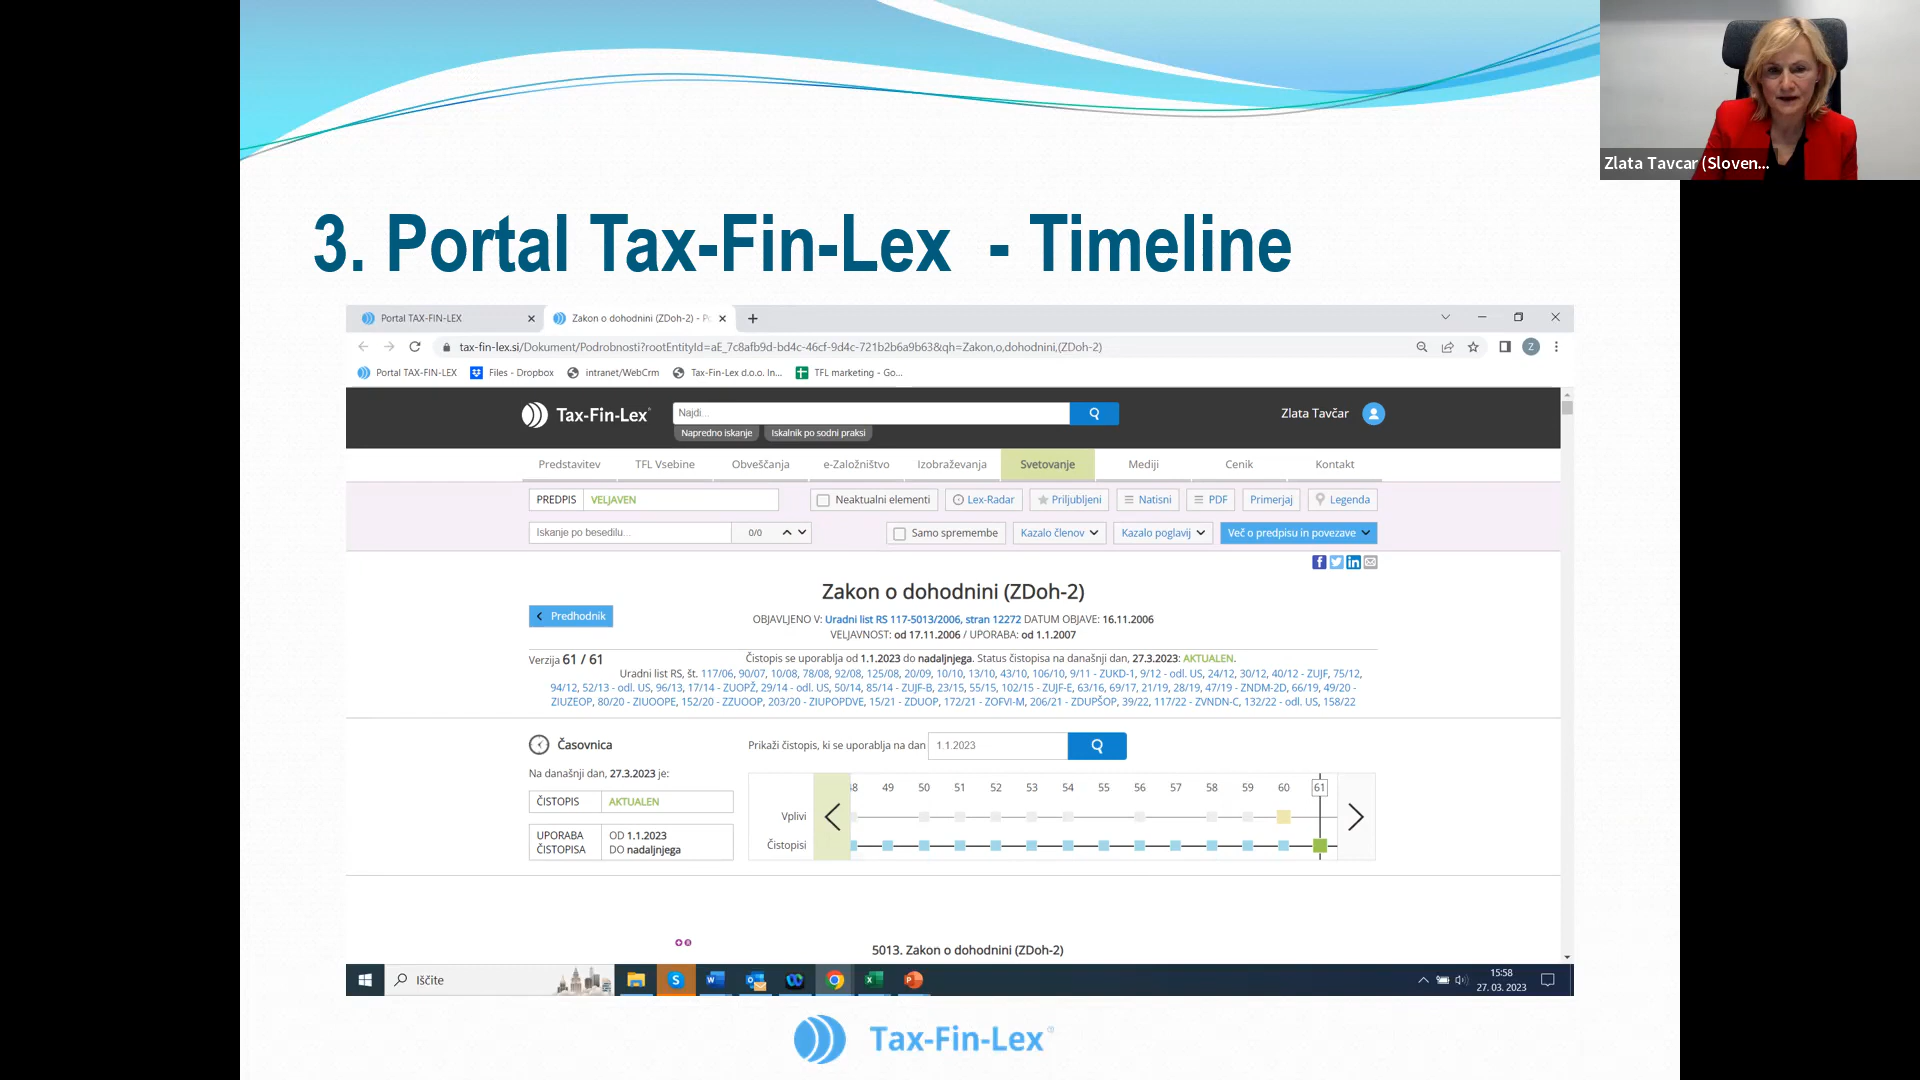 Zlata Tavcar (Sloven...
3. Portal Tax-Fin-Lex - Timeline
Portal TAX-FIN-LEX
Zakon o dohodnini (ZDoh-2) - Po
tax-fin-lex.si/Dokument/Podrobnosti?rootEntityId=aE_7c8afb9d-bd4c-46cf-9d4c-721b2b6a9b63&qh=Zakon,o,dohodnini,(ZDoh-2)
Z
Portal TAX-FIN-LEX Files - Dropbox intranet/WebCrm Tax-Fin-Lex d.o.o. In... TFL marketing - Go...
Tax-Fin-Lex Najdi... Zlata Tavčar
Napredno iskanje Iskalnik po sodni praksi
Predstavitev TFL Vsebine Obveščanja e-Založništvo Izobraževanja Svetovanje Mediji Cenik Kontakt
PREDPIS VELJAVEN Neaktualni elementi Lex-Radar Priljubljeni Natisni PDF Primerjaj Legenda
Iskanje po besedilu... 0/0 Samo spremembe Kazalo členov Kazalo poglavij Več o predpisu in povezave
Zakon o dohodnini (ZDoh-2)
Predhodnik
OBJAVLJENO V: Uradni list RS 117-5013/2006, stran 12272 DATUM OBJAVE: 16.11.2006
VELJAVNOST: od 17.11.2006 / UPORABA: od 1.1.2007
Verzija 61 / 61 Čistopis se uporablja od 1.1.2023 do nadaljnjega. Status čistopisa na današnji dan, 27.3.2023: AKTUALEN.
Uradni list RS, št. 117/06, 90/07, 10/08, 78/08, 92/08, 125/08, 20/09, 10/10, 13/10, 43/10, 106/10, 9/11 - ZUKD-1, 9/12 - odl. US, 24/12, 30/12, 40/12 - ZUJF, 75/12,
94/12, 52/13 - odl. US, 96/13, 17/14 - ZUOPŽ, 29/14 - odl. US, 50/14, 85/14 - ZUJF-B, 23/15, 55/15, 102/15 - ZUJF-E, 63/16, 69/17, 21/19, 28/19, 47/19 - ZNDM-2D, 66/19, 49/20 -
ZIUZEOP, 80/20 - ZIUOOPE, 152/20 - ZZUOOP, 203/20 - ZIUPOPDVE, 15/21 - ZDUOP, 172/21 - ZOFVI-M, 206/21 - ZDUPŠOP, 39/22, 117/22 - ZVNDN-C, 132/22 - odl. US, 158/22
Časovnica Prikaži čistopis, ki se uporablja na dan 1.1.2023
Na današnji dan, 27.3.2023 je:
ČISTOPIS AKTUALEN
UPORABA ČISTOPISA OD 1.1.2023 DO nadaljnjega
48 49 50 51 52 53 54 55 56 57 58 59 60 61
Vplivi
Čistopisi
5013. Zakon o dohodnini (ZDoh-2)
Iščite
15:58
27. 03. 2023
Tax-Fin-Lex